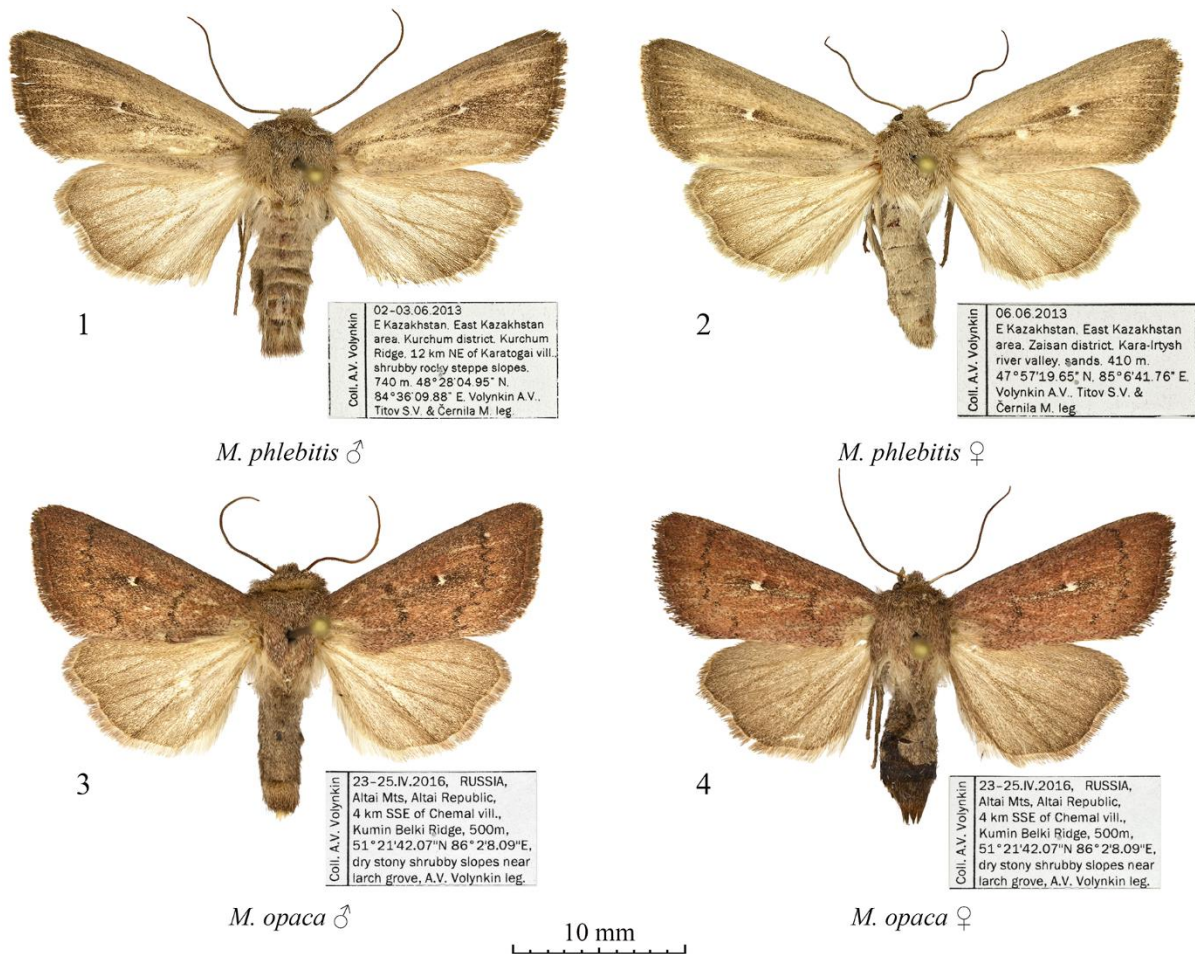 1
Coll. A.V. Volynkin
02-03.06.2013
E Kazakhstan, East Kazakhstan
area, Kurchum district, Kurchum
Ridge, 12 km NE of Karatogai vill.
shrubby rocky steppe slopes,
740 m. 48°28'04.95" N,
84°36'09.88" E, Volynkin A.V.,
Titov S.V. & Černila M. leg.
M. phlebitis ♂
2
Coll. A.V. Volynkin
06.06.2013
E Kazakhstan, East Kazakhstan
area, Zaisan district, Kara-Irtysh
river valley, sands, 410 m.
47°57'19.65" N, 85°6'41.76" E,
Volynkin A.V., Titov S.V. &
Černila M. leg.
M. phlebitis ♀
3
Coll. A.V. Volynkin
23-25.IV.2016, RUSSIA,
Altai Mts, Altai Republic,
4 km SSE of Chemal vill.,
Kumin Belki Ridge, 500m,
51°21'42.07"N 86°2'8.09"E,
dry stony shrubby slopes near
larch grove, A.V. Volynkin leg.
M. opaca ♂
4
Coll. A.V. Volynkin
23-25.IV.2016, RUSSIA,
Altai Mts, Altai Republic,
4 km SSE of Chemal vill.,
Kumin Belki Ridge, 500m,
51°21'42.07"N 86°2'8.09"E,
dry stony shrubby slopes near
larch grove, A.V. Volynkin leg.
M. opaca ♀
10 mm